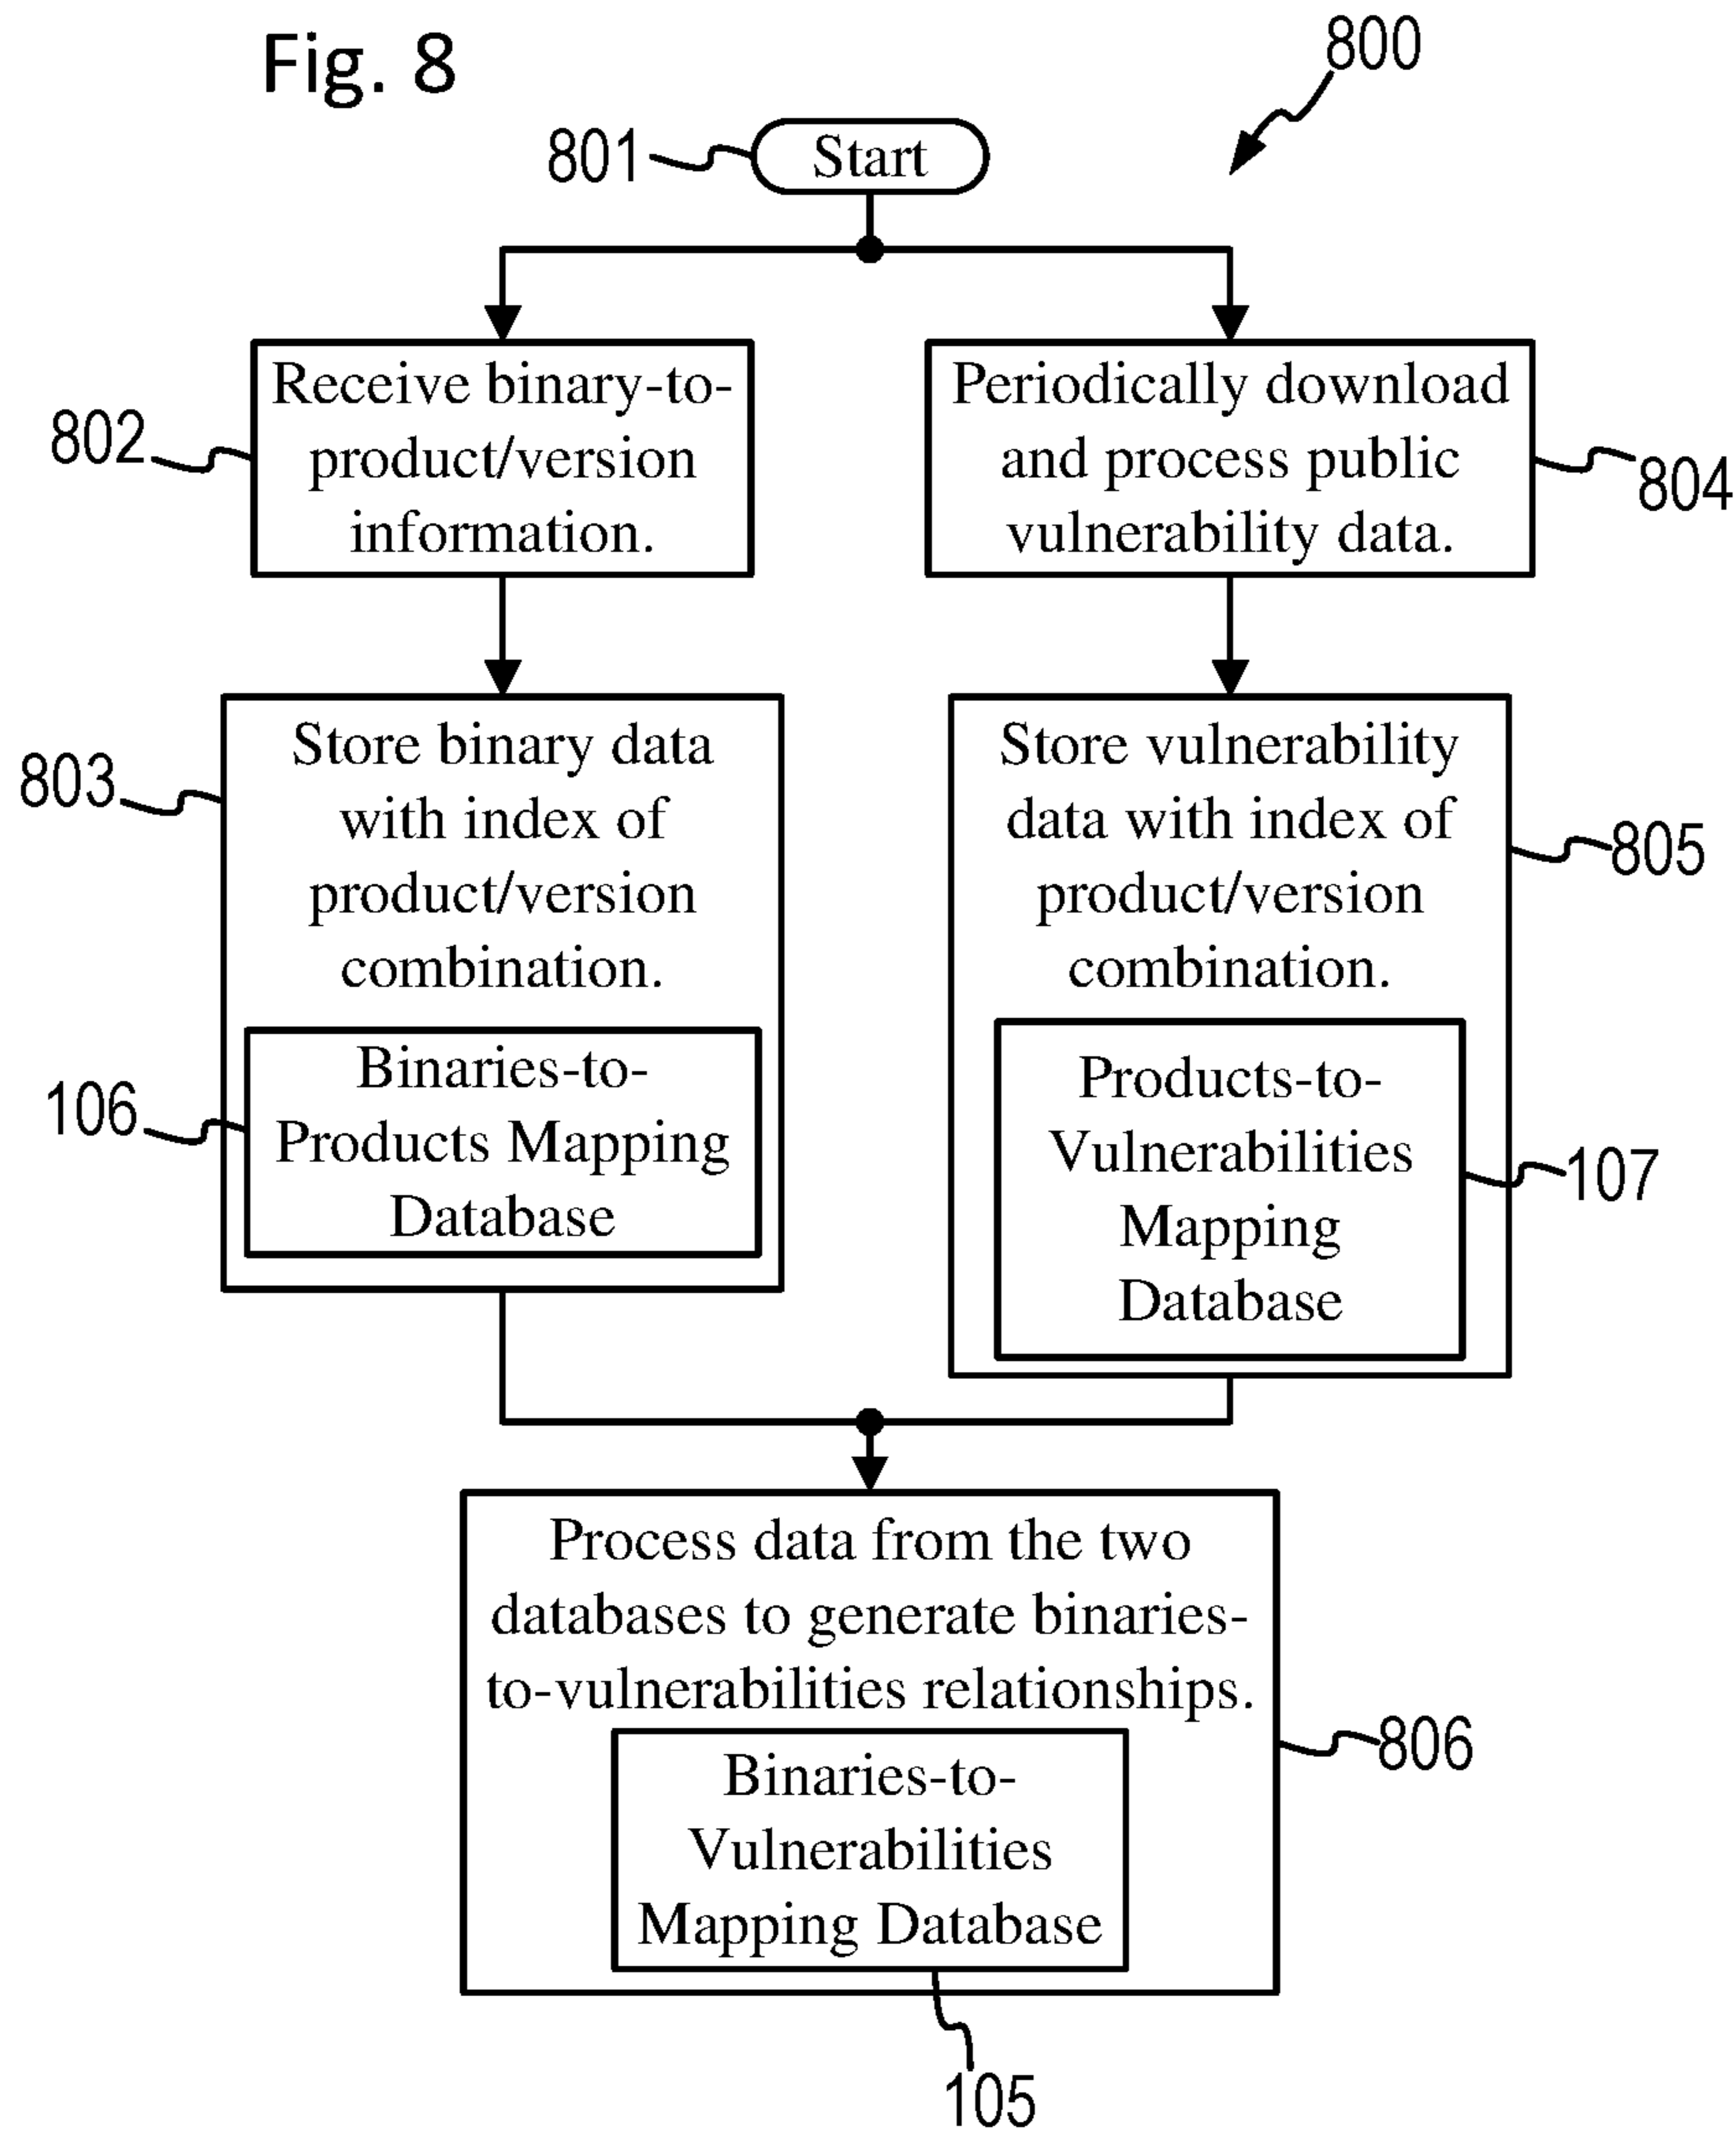 Fig. 8
800
801
Start
802
Receive binary-to-
product/version
information.
Periodically download
and process public
vulnerability data.
804
803
Store binary data
with index of
product/version
combination.
106
Binaries-to-
Products Mapping
Database
Store vulnerability
data with index of
product/version
combination.
805
Products-to-
Vulnerabilities
Mapping
Database
107
Process data from the two
databases to generate binaries-
to-vulnerabilities relationships.
806
Binaries-to-
Vulnerabilities
Mapping Database
105